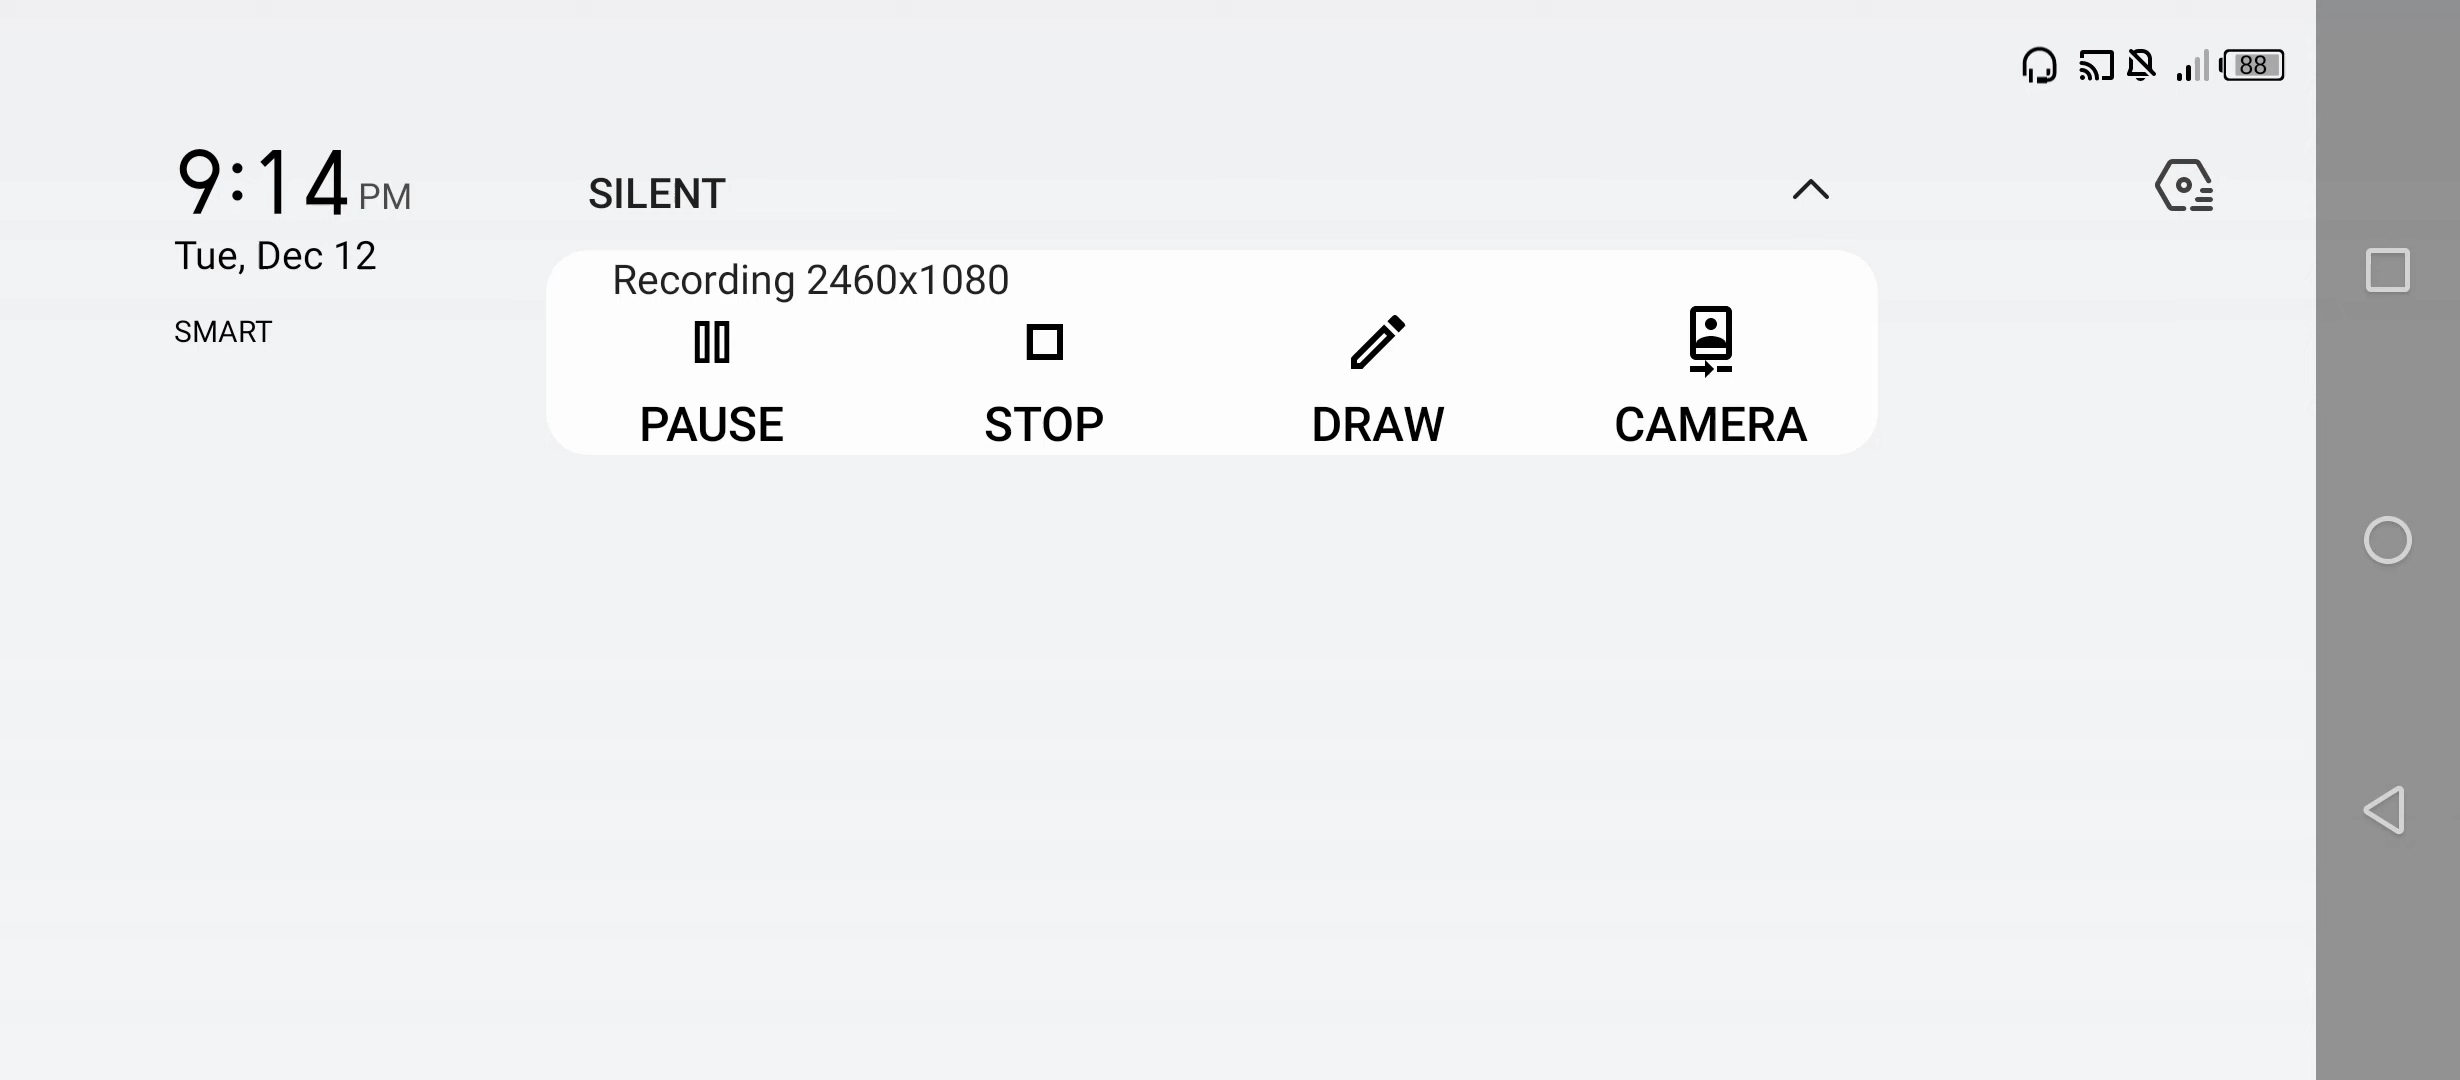 88
9:14 PM
Tue, Dec 12
SMART
SILENT
Recording 2460x1080
PAUSE
STOP
DRAW
CAMERA